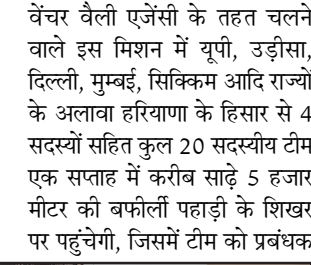 वेंचर वैली एजेंसी के तहत चलने
वाले इस मिशन में यूपी, उड़ीसा,
दिल्ली, मुम्बई, सिक्किम आदि राज्यों
के अलावा हरियाणा के हिसार से 4
सदस्यों सहित कुल 20 सदस्यीय टीम
एक सप्ताह में करीब साढ़े 5 हजार
मीटर की बफीर्ली पहाड़ी के शिखर
पर पहुंचेगी, जिसमें टीम को प्रबंधक